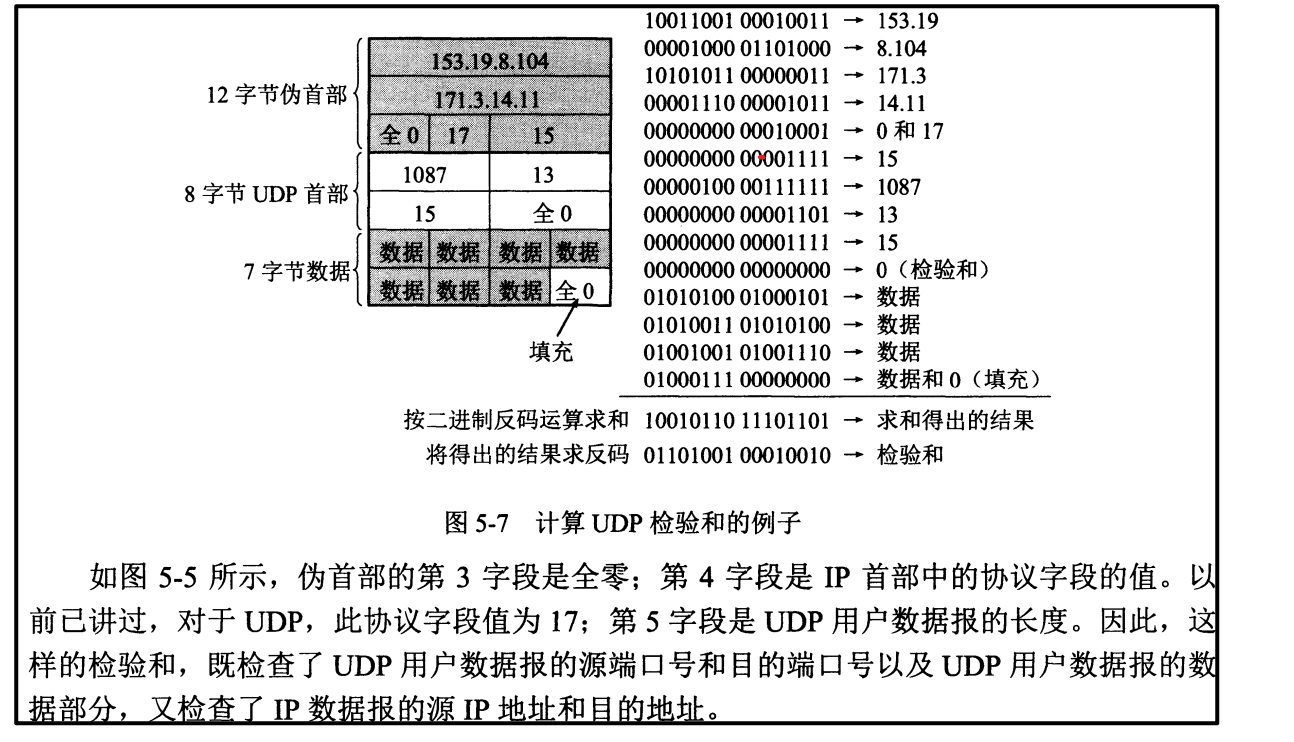 10011001 00010011 → 153.19
153.19.8.104
00001000 01101000 → 8.104
12 字节伪首部
171.3.14.11
10101011 00000011 → 171.3
00001110 00001011 → 14.11
全 0 17 15
00000000 00010001 → 0 和 17
00000000 00001111 → 15
8 字节 UDP 首部
1087 13
00000100 00111111 → 1087
15 全 0
00000000 00001101 → 13
00000000 00001111 → 15
7 字节数据
数据 数据 数据 数据
00000000 00000000 → 0（检验和）
数据 数据 数据 全 0
01010100 01000101 → 数据
01010011 01010100 → 数据
填充
01001001 01001110 → 数据
01000111 00000000 → 数据和 0（填充）
按二进制反码运算求和 10010110 11101101 → 求和得出的结果
将得出的结果求反码 01101001 00010010 → 检验和
图 5-7 计算 UDP 检验和的例子
如图 5-5 所示，伪首部的第 3 字段是全零；第 4 字段是 IP 首部中的协议字段的值。以
前已讲过，对于 UDP，此协议字段值为 17；第 5 字段是 UDP 用户数据报的长度。因此，这
样的检验和，既检查了 UDP 用户数据报的源端口号和目的端口号以及 UDP 用户数据报的数
据部分，又检查了 IP 数据报的源 IP 地址和目的地址。